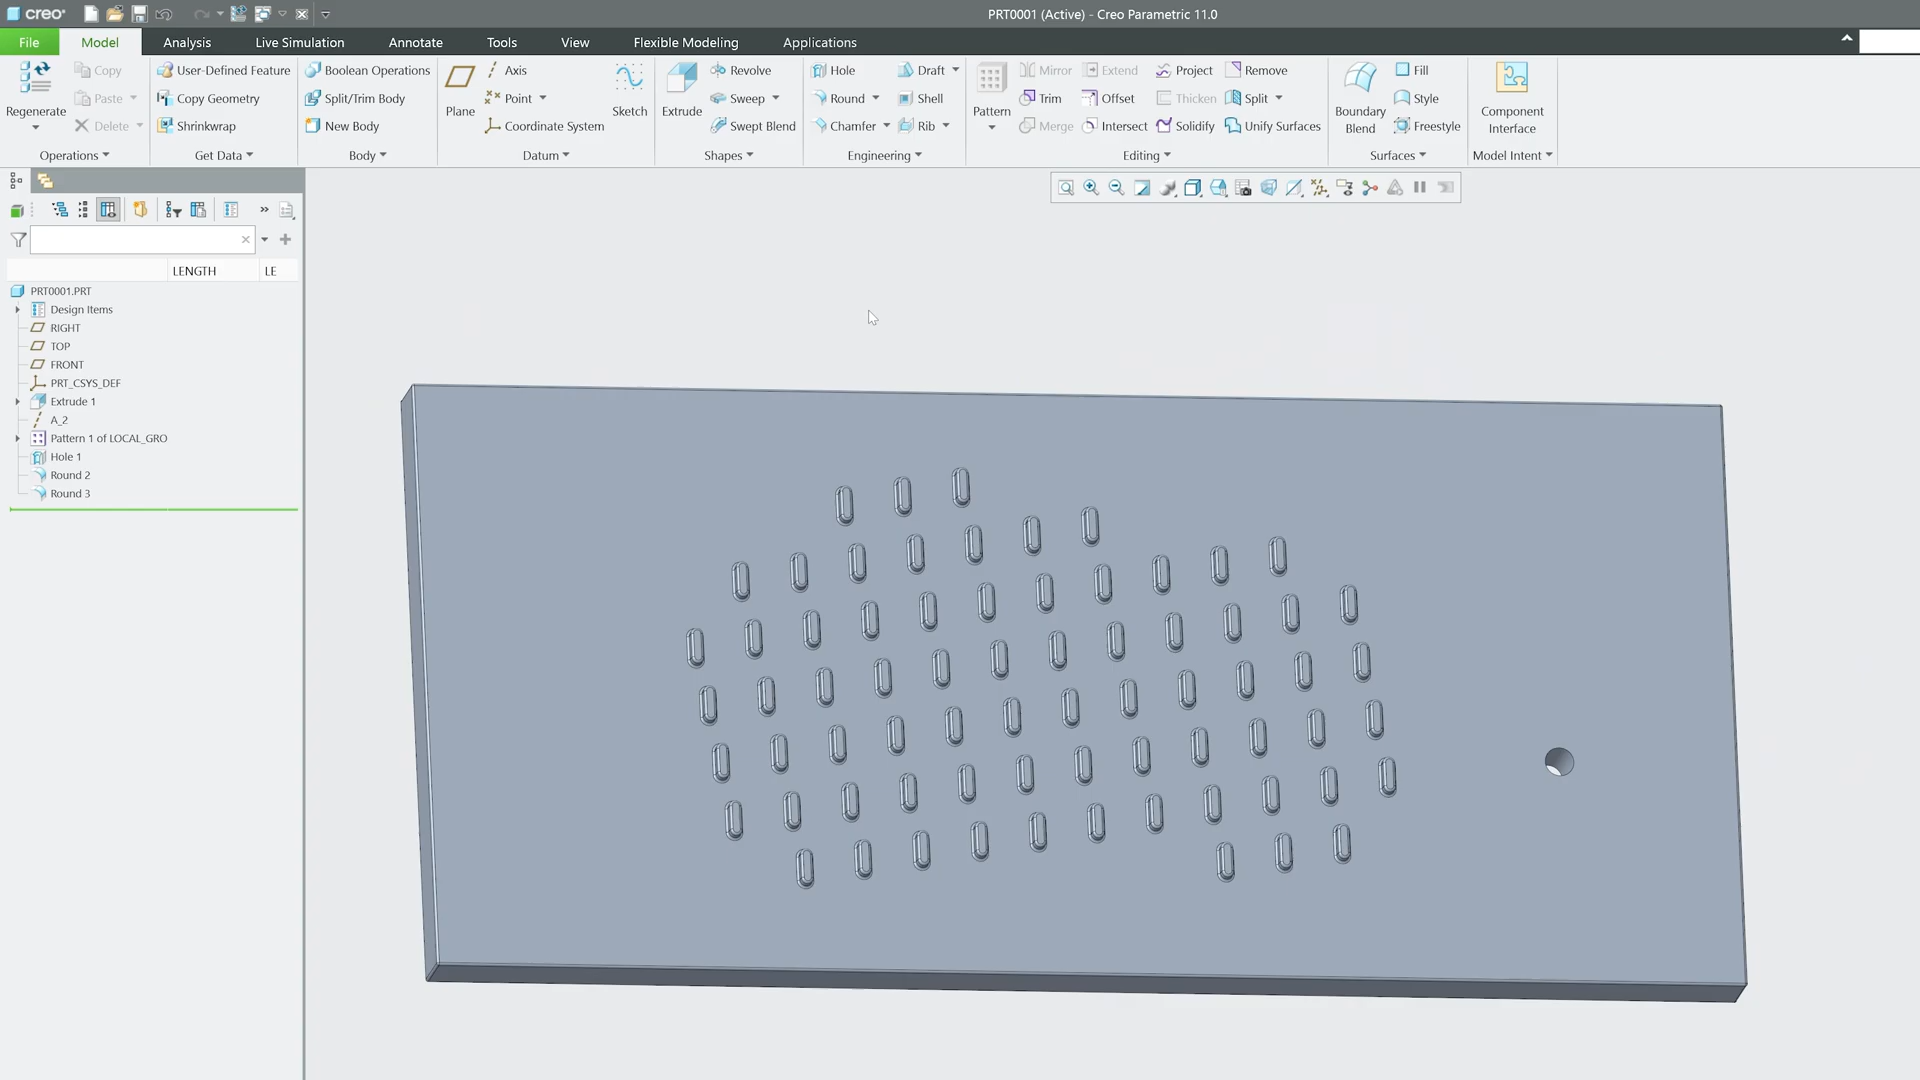 creo
PRT0001 (Active) - Creo Parametric 11.0
File Model Analysis Live Simulation Annotate Tools View Flexible Modeling Applications
Regenerate
Copy
Paste
Delete
Operations
User-Defined Feature
Copy Geometry
Shrinkwrap
Get Data
Boolean Operations
Split/Trim Body
New Body
Body
Plane
Axis
Point
Coordinate System
Sketch
Datum
Extrude
Revolve
Sweep
Swept Blend
Shapes
Hole
Round
Chamfer
Draft
Shell
Rib
Engineering
Pattern
Mirror
Trim
Merge
Extend
Offset
Intersect
Project
Thicken
Solidify
Remove
Split
Unify Surfaces
Editing
Boundary
Blend
Fill
Style
Freestyle
Surfaces
Component
Interface
Model Intent
LENGTH LE
PRT0001.PRT
Design Items
RIGHT
TOP
FRONT
PRT_CSYS_DEF
Extrude 1
A_2
Pattern 1 of LOCAL_GRO
Hole 1
Round 2
Round 3